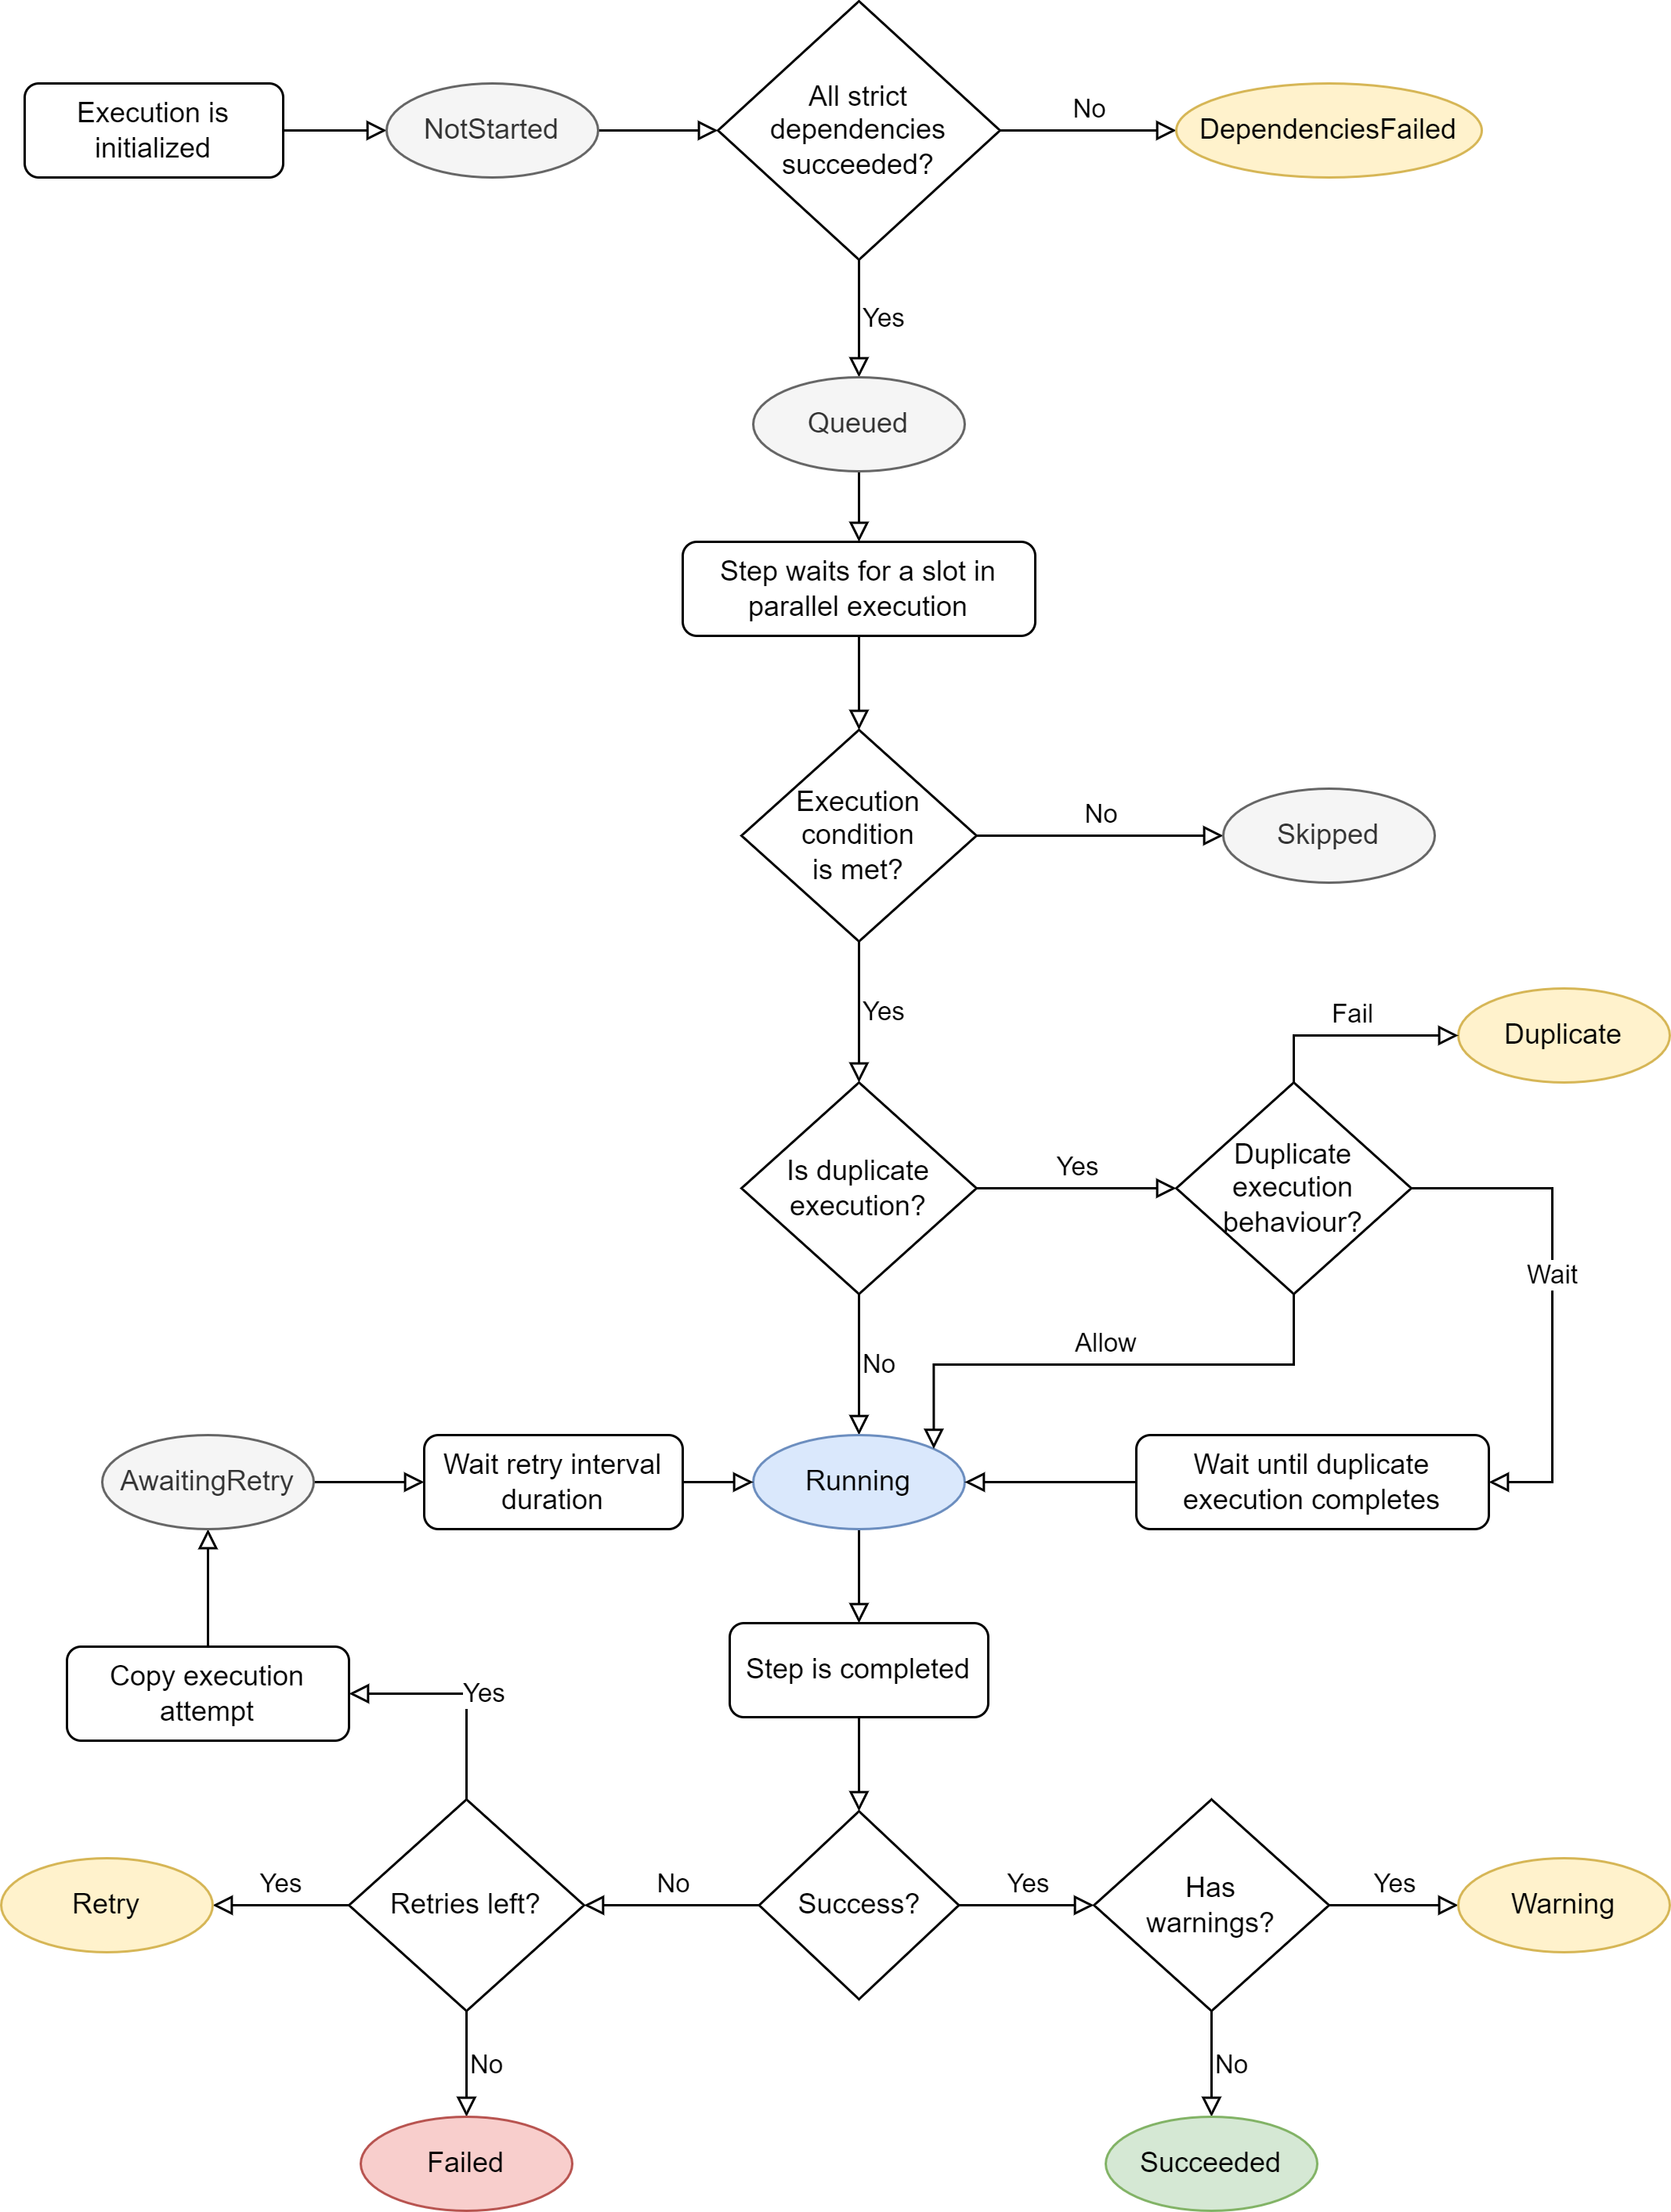 Execution is
initialized
NotStarted
All strict
dependencies
succeeded?
No
DependenciesFailed
Yes
Queued
Step waits for a slot in
parallel execution
Execution
condition
is met?
No
Skipped
Yes
Fail
Duplicate
Is duplicate
execution?
Yes
Duplicate
execution
behaviour?
Wait
Allow
No
AwaitingRetry
Wait retry interval
duration
Running
Wait until duplicate
execution completes
Copy execution
attempt
Yes
Step is completed
Retry
Yes
Retries left?
No
Success?
Yes
Has
warnings?
Yes
Warning
No
No
Failed
Succeeded